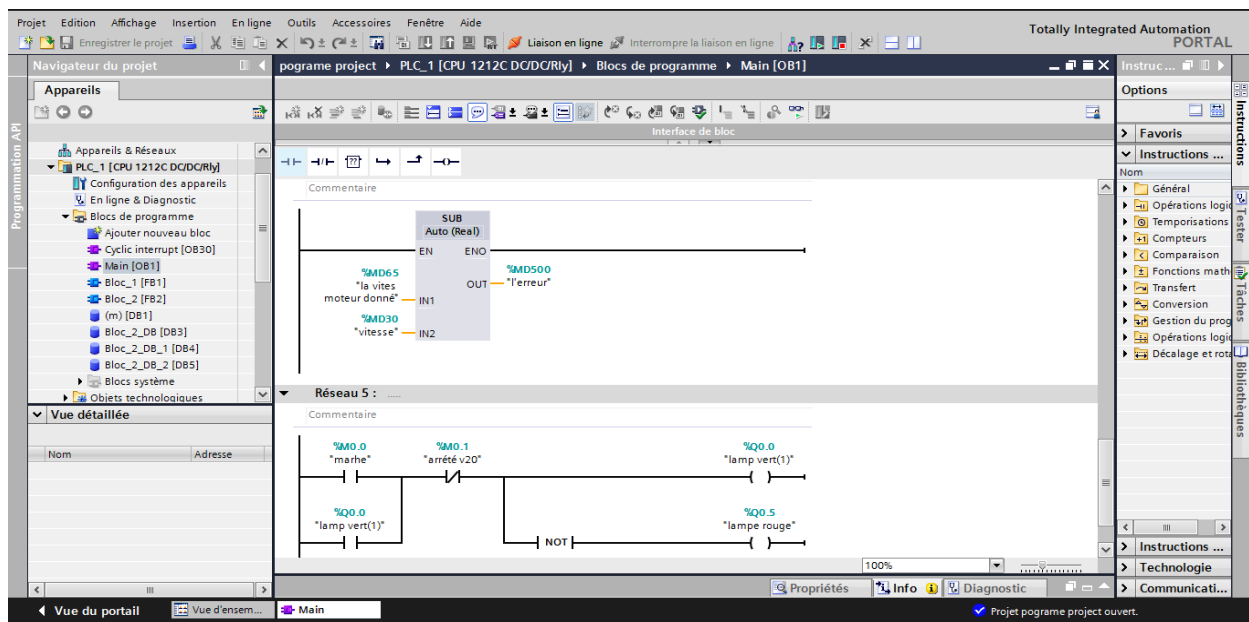 Projet Edition Affichage Insertion En ligne Outils Accessoires Fenêtre Aide
Totally Integrated Automation
PORTAL
Enregistrer le projet
Liaison en ligne
Interrompre la liaison en ligne
Navigateur du projet
pograme project
PLC_1 [CPU 1212C DC/DC/Rly]
Blocs de programme
Main [OB1]
Instruc...
Appareils
Options
Programmation API
Interface de bloc
Appareils & Réseaux
PLC_1 [CPU 1212C DC/DC/Rly]
Configuration des appareils
En ligne & Diagnostic
Blocs de programme
Ajouter nouveau bloc
Cyclic interrupt [OB30]
Main [OB1]
Bloc_1 [FB1]
Bloc_2 [FB2]
(m) [DB1]
Bloc_2_DB [DB3]
Bloc_2_DB_1 [DB4]
Bloc_2_DB_2 [DB5]
Blocs système
Objets technologiques
Vue détaillée
Nom Adresse
??
Commentaire
SUB
Auto (Real)
EN ENO
%MD65
"la vites
moteur donné"
IN1
%MD30
"vitesse"
IN2
OUT
%MD500
"l'erreur"
Réseau 5 : .....
Commentaire
%M0.0
"marhe"
%M0.1
"arrété v20"
%Q0.0
"lamp vert(1)"
%Q0.0
"lamp vert(1)"
NOT
%Q0.5
"lampe rouge"
100%
Propriétés
Info
Diagnostic
Favoris
Instructions ...
Nom
Général
Opérations logi
Temporisations
Compteurs
Comparaison
Fonctions math
Transfert
Conversion
Gestion du prog
Opérations logi
Décalage et rota
Instructions ...
Technologie
Communicati...
Instructions
Tester
Tâches
Bibliothèques
Vue du portail
Vue d'ensem...
Main
Projet pograme project ouvert.